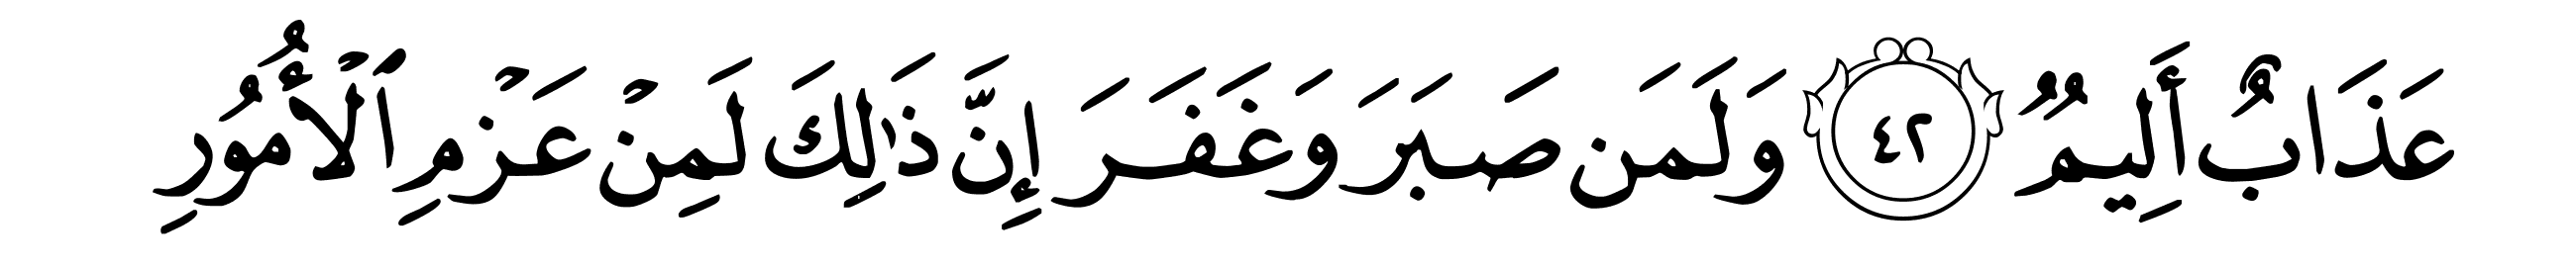 عَذَابٌ أَلِيمٌ ٤٢ وَلَمَن صَبَرَ وَغَفَرَ إِنَّ ذَٰلِكَ لَمِنْ عَزْمِ ٱلْأُمُورِ